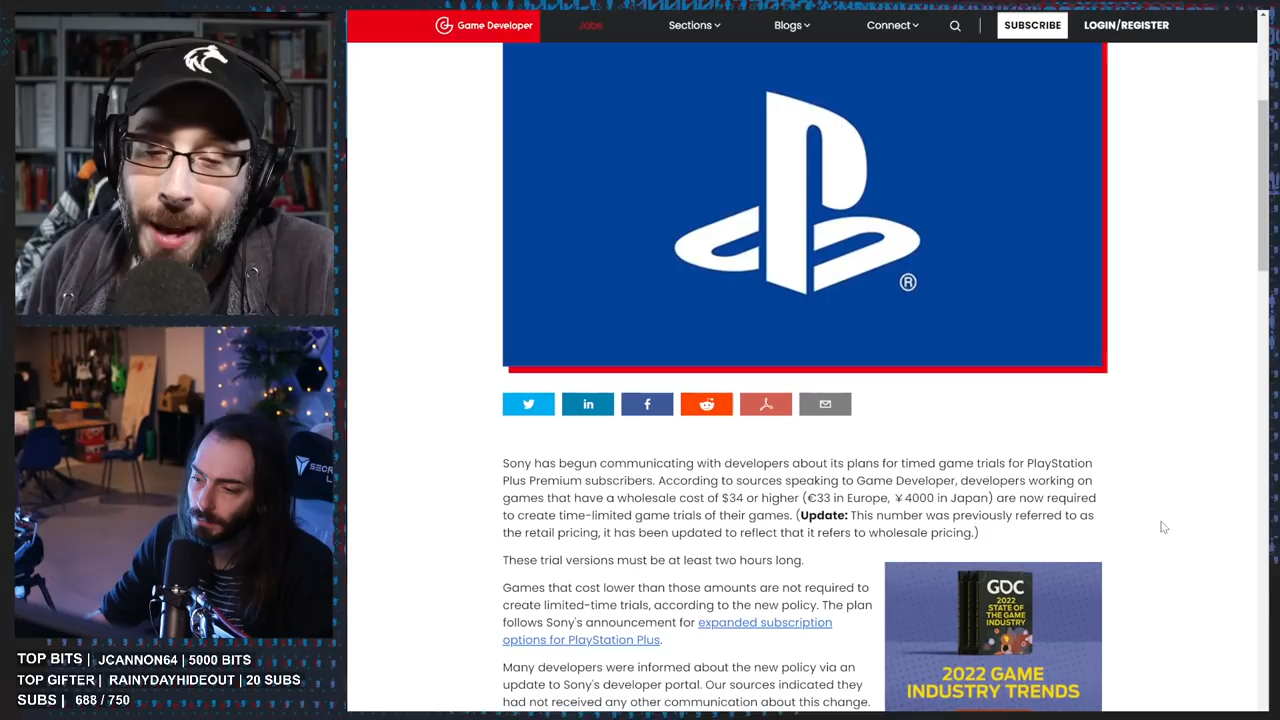 Game Developer
Jobs
Sections
Blogs
Connect
SUBSCRIBE
LOGIN/REGISTER
®
in
f
Sony has begun communicating with developers about its plans for timed game trials for PlayStation
Plus Premium subscribers. According to sources speaking to Game Developer, developers working on
games that have a wholesale cost of $34 or higher (€33 in Europe, ￥4000 in Japan) are now required
to create time-limited game trials of their games. (Update: This number was previously referred to as
the retail pricing, it has been updated to reflect that it refers to wholesale pricing.)
These trial versions must be at least two hours long.
Games that cost lower than those amounts are not required to
create limited-time trials, according to the new policy. The plan
follows Sony's announcement for expanded subscription
options for PlayStation Plus.
Many developers were informed about the new policy via an
update to Sony's developer portal. Our sources indicated they
had not received any other communication about this change.
GDC
2022
STATE OF
THE GAME
INDUSTRY
2022 GAME
INDUSTRY TRENDS
TOP BITS | JCANNON64 | 5000 BITS
TOP GIFTER | RAINYDAYHIDEOUT | 20 SUBS
SUBS | 688 / 750